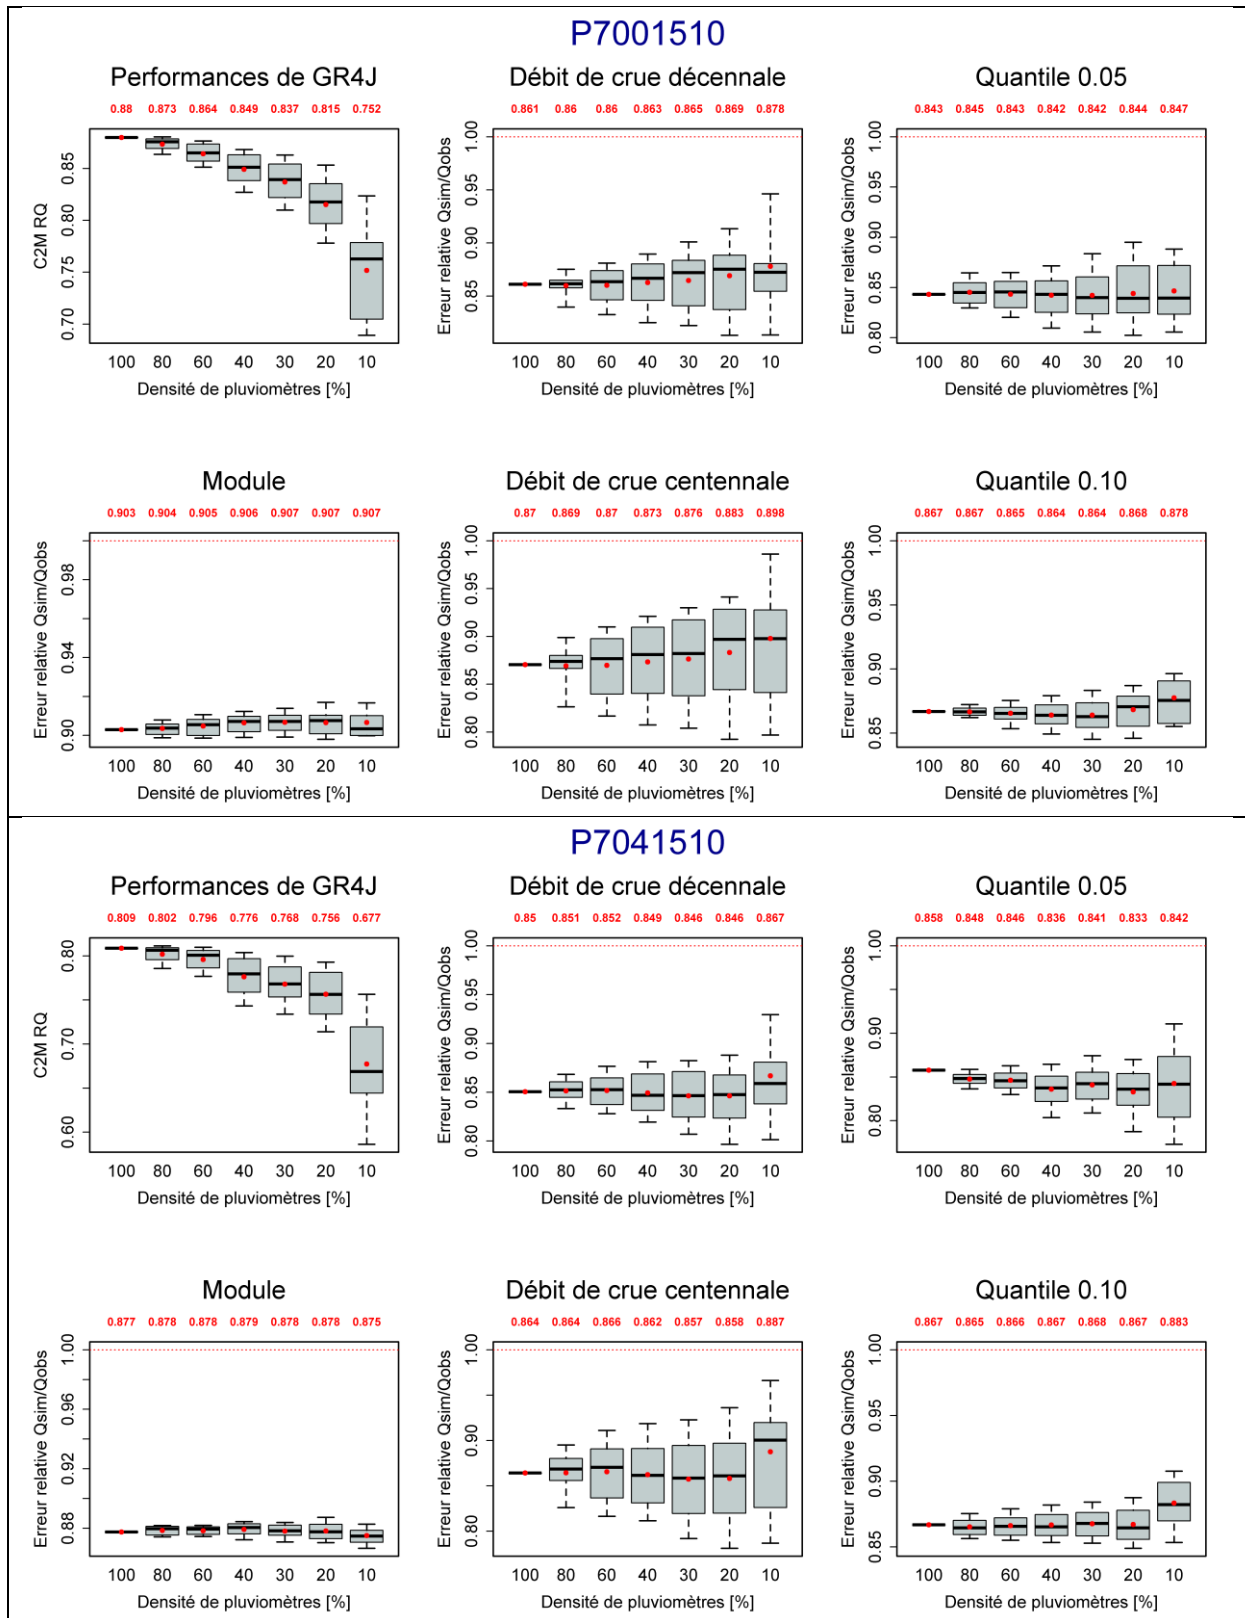 P7001510
Performances de GR4J
0.88 0.873 0.864 0.849 0.837 0.815 0.752
C2M RQ
0.85
0.80
0.75
0.70
100 80 60 40 30 20 10
Densité de pluviomètres [%]
Débit de crue décennale
0.861 0.86 0.86 0.863 0.865 0.869 0.878
Erreur relative Qsim/Qobs
1.00
0.95
0.90
0.85
100 80 60 40 30 20 10
Densité de pluviomètres [%]
Quantile 0.05
0.843 0.845 0.843 0.842 0.842 0.844 0.847
Erreur relative Qsim/Qobs
1.00
0.95
0.90
0.85
0.80
100 80 60 40 30 20 10
Densité de pluviomètres [%]
Module
0.903 0.904 0.905 0.906 0.907 0.907 0.907
Erreur relative Qsim/Qobs
0.98
0.94
0.90
100 80 60 40 30 20 10
Densité de pluviomètres [%]
Débit de crue centennale
0.87 0.869 0.87 0.873 0.876 0.883 0.898
Erreur relative Qsim/Qobs
1.00
0.90
0.85
0.80
100 80 60 40 30 20 10
Densité de pluviomètres [%]
Quantile 0.10
0.867 0.867 0.865 0.864 0.864 0.868 0.878
Erreur relative Qsim/Qobs
1.00
0.95
0.90
0.85
100 80 60 40 30 20 10
Densité de pluviomètres [%]
P7041510
Performances de GR4J
0.809 0.802 0.796 0.776 0.768 0.756 0.677
C2M RQ
0.80
0.70
0.60
100 80 60 40 30 20 10
Densité de pluviomètres [%]
Débit de crue décennale
0.85 0.851 0.852 0.849 0.846 0.846 0.867
Erreur relative Qsim/Qobs
1.00
0.95
0.90
0.85
0.80
100 80 60 40 30 20 10
Densité de pluviomètres [%]
Quantile 0.05
0.858 0.848 0.846 0.836 0.841 0.833 0.842
Erreur relative Qsim/Qobs
1.00
0.90
0.80
100 80 60 40 30 20 10
Densité de pluviomètres [%]
Module
0.877 0.878 0.878 0.879 0.878 0.878 0.875
Erreur relative Qsim/Qobs
1.00
0.96
0.92
0.88
100 80 60 40 30 20 10
Densité de pluviomètres [%]
Débit de crue centennale
0.864 0.864 0.866 0.862 0.857 0.858 0.887
Erreur relative Qsim/Qobs
1.00
0.90
0.80
100 80 60 40 30 20 10
Densité de pluviomètres [%]
Quantile 0.10
0.867 0.865 0.866 0.867 0.868 0.867 0.883
Erreur relative Qsim/Qobs
1.00
0.95
0.90
0.85
100 80 60 40 30 20 10
Densité de pluviomètres [%]